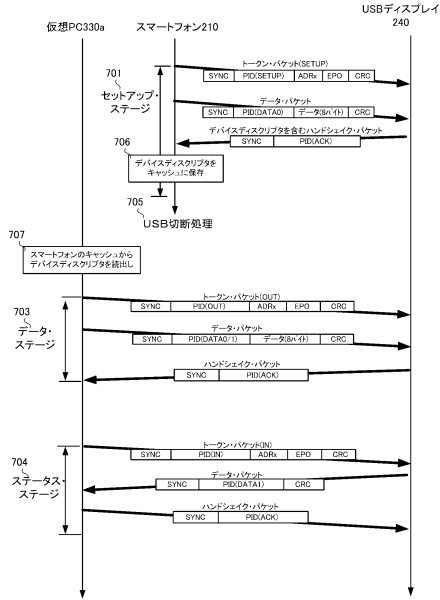 仮想PC330a
スマートフォン210
USBディスプレイ
240
701
セットアップ・
ステージ
トークン・パケット(SETUP)
SYNC PID(SETUP) ADRx EPO CRC
データ・パケット
SYNC PID(DATA0) データ(8バイト) CRC
デバイスディスクリプタを含むハンドシェイク・パケット
SYNC PID(ACK)
706
デバイスディスクリプタを
キャッシュに保存
705
USB切断処理
707
スマートフォンのキャッシュから
デバイスディスクリプタを読出し
703
データ・
ステージ
トークン・パケット(OUT)
SYNC PID(OUT) ADRx EPO CRC
データ・パケット
SYNC PID(DATA0/1) データ(8バイト) CRC
ハンドシェイク・パケット
SYNC PID(ACK)
704
ステータス・
ステージ
トークン・パケット(IN)
SYNC PID(IN) ADRx EPO CRC
データ・パケット
SYNC PID(DATA1) CRC
ハンドシェイク・パケット
SYNC PID(ACK)